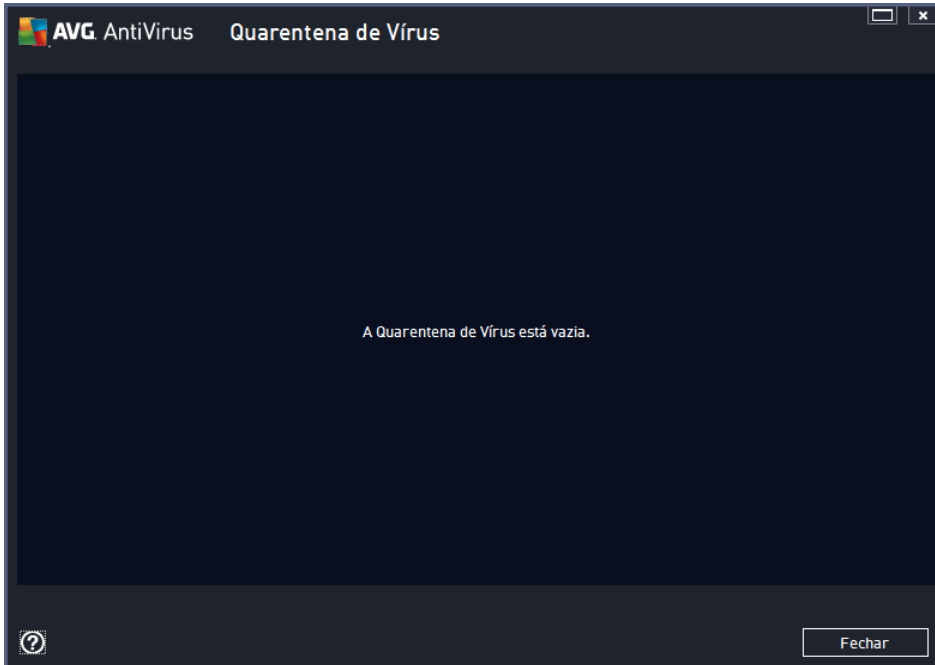 AVG. AntiVirus Quarentena de Vírus
A Quarentena de Vírus está vazia.
Fechar